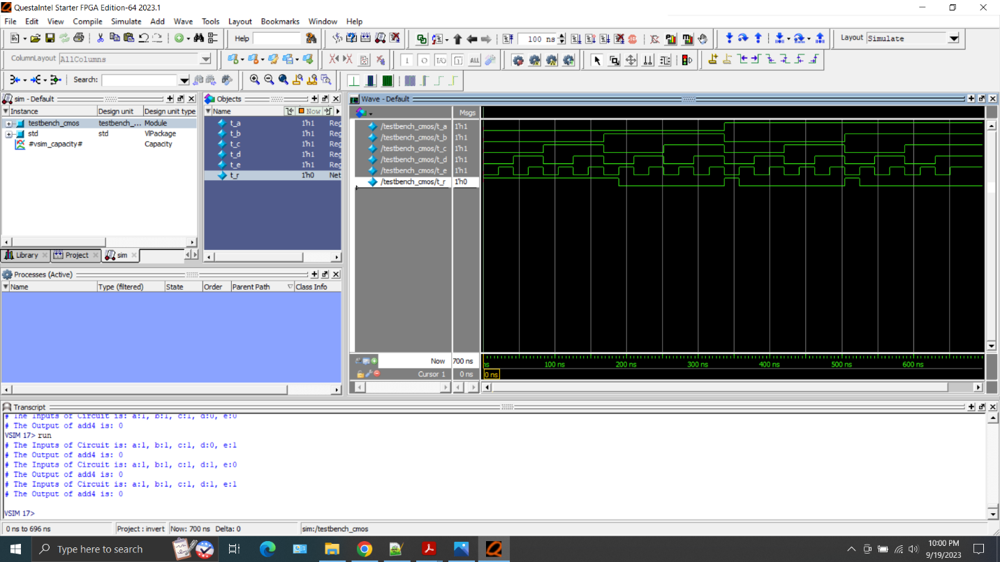 QuestaIntel Starter FPGA Edition-64 2023.1
File Edit View Compile Simulate Add Wave Tools Layout Bookmarks Window Help
Help 100 ns Layout Simulate
ColumnLayout AllColumns
Search:
sim - Default
Instance Design unit Design unit type
testbench_cmos testbench_... Module
std std VIPackage
#vsim_capacity# Capacity
Library Project sim
Objects
Name Now
t_a 1'h1 Reg
t_b 1'h1 Reg
t_c 1'h1 Reg
t_d 1'h1 Reg
t_e 1'h1 Reg
t_r 1'h0 Net
Processes (Active)
Name Type (filtered) State Order Parent Path Class Info
Wave - Default
Msgs
/testbench_cmos/t_a 1'h1
/testbench_cmos/t_b 1'h1
/testbench_cmos/t_c 1'h1
/testbench_cmos/t_d 1'h1
/testbench_cmos/t_e 1'h1
/testbench_cmos/t_r 1'h0
Now 700 ns ns 100 ns 200 ns 300 ns 400 ns 500 ns 600 ns
Cursor 1 0 ns 0 ns
Transcript
# The Inputs of Circuit is: a:1, b:1, c:1, d:0, e:0
# The Output of add4 is: 0
VSIM 17> run
# The Inputs of Circuit is: a:1, b:1, c:1, d:0, e:1
# The Output of add4 is: 0
# The Inputs of Circuit is: a:1, b:1, c:1, d:1, e:0
# The Output of add4 is: 0
# The Inputs of Circuit is: a:1, b:1, c:1, d:1, e:1
# The Output of add4 is: 0
VSIM 17>
0 ns to 696 ns Project : invert Now: 700 ns Delta: 0 sim:/testbench_cmos
Type here to search
10:00 PM
9/19/2023